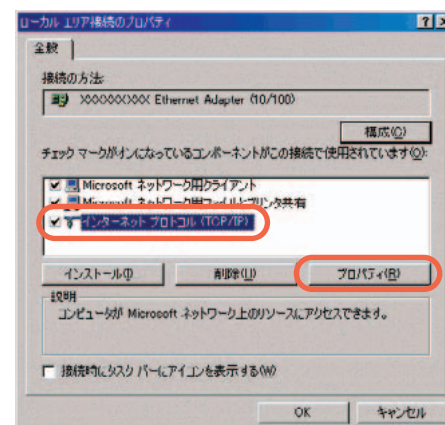 ローカル エリア接続のプロパティ
全般
接続の方法:
XXXXXXXXX Ethernet Adapter (10/100)
構成(C)
チェック マークがオンになっているコンポーネントがこの接続で使用されています(O):
Microsoft ネットワーク用クライアント
Microsoft ネットワーク用ファイルとプリンタ共有
インターネット プロトコル (TCP/IP)
インストール(I) 削除(U) プロパティ(R)
説明
コンピュータが Microsoft ネットワーク上のリソースにアクセスできます。
接続時にタスク バーにアイコンを表示する(W)
OK キャンセル